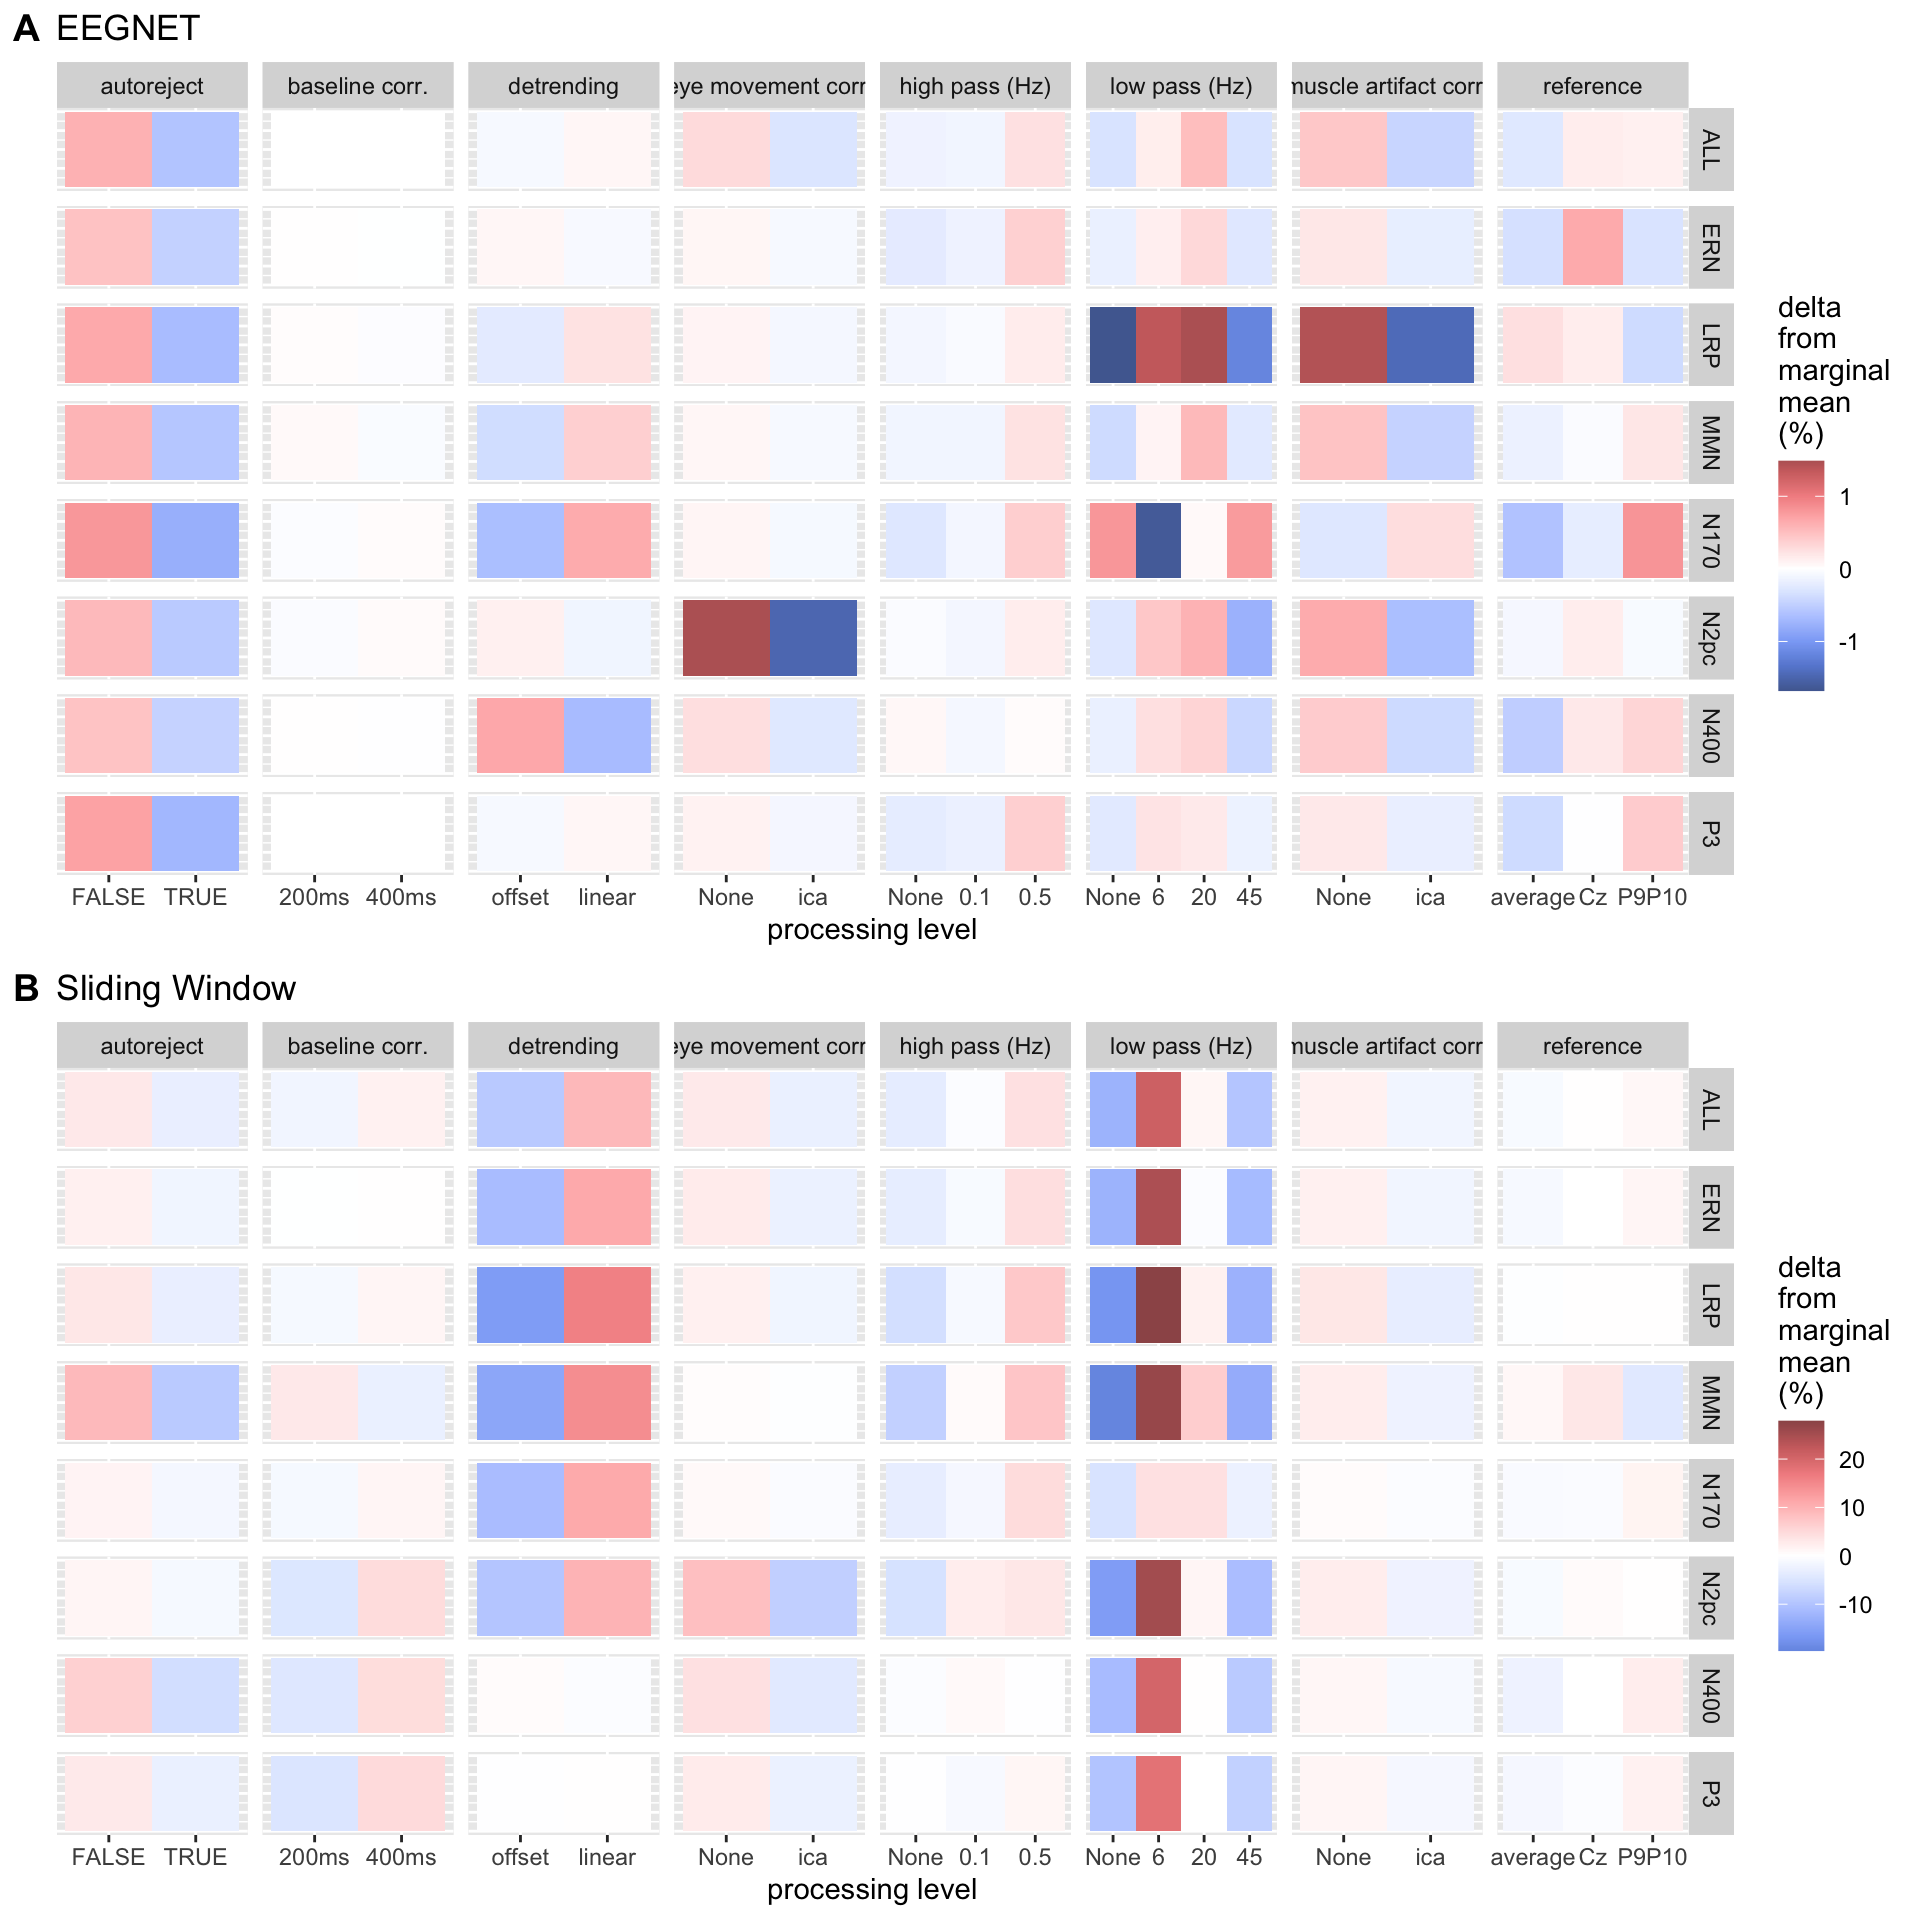 A EEGNET
autoreject baseline corr. detrending eye movement corr high pass (Hz) low pass (Hz) muscle artifact corr reference
ALL
ERN
LRP
MMN
N170
N2pc
N400
P3
FALSE TRUE 200ms 400ms offset linear None ica None 0.1 0.5 None 6 20 45 None ica average Cz P9P10
processing level
delta
from
marginal
mean
(%)
1
0
-1
B Sliding Window
autoreject baseline corr. detrending eye movement corr high pass (Hz) low pass (Hz) muscle artifact corr reference
ALL
ERN
LRP
MMN
N170
N2pc
N400
P3
FALSE TRUE 200ms 400ms offset linear None ica None 0.1 0.5 None 6 20 45 None ica average Cz P9P10
processing level
delta
from
marginal
mean
(%)
20
10
0
-10